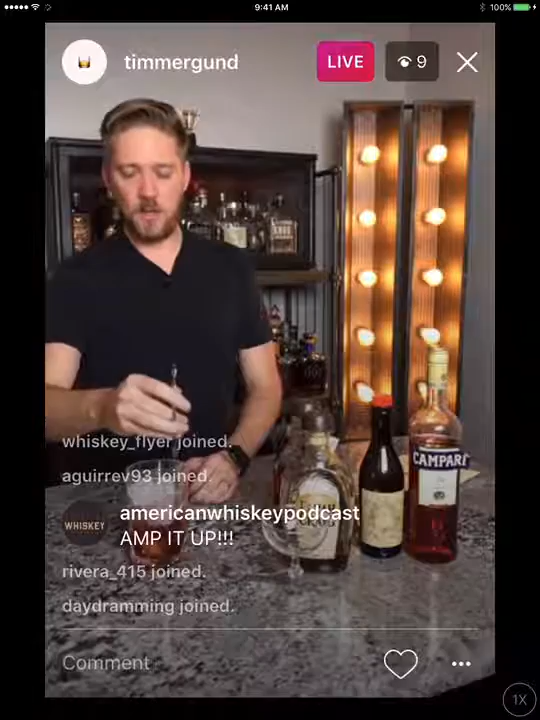 9:41 AM
100%
timmergund
LIVE
9
CAMPARI
whiskey_flyer joined.
aguirrev93 joined.
WHISKEY
americanwhiskeypodcast
AMP IT UP!!!
rivera_415 joined.
daydramming joined.
Comment
1X